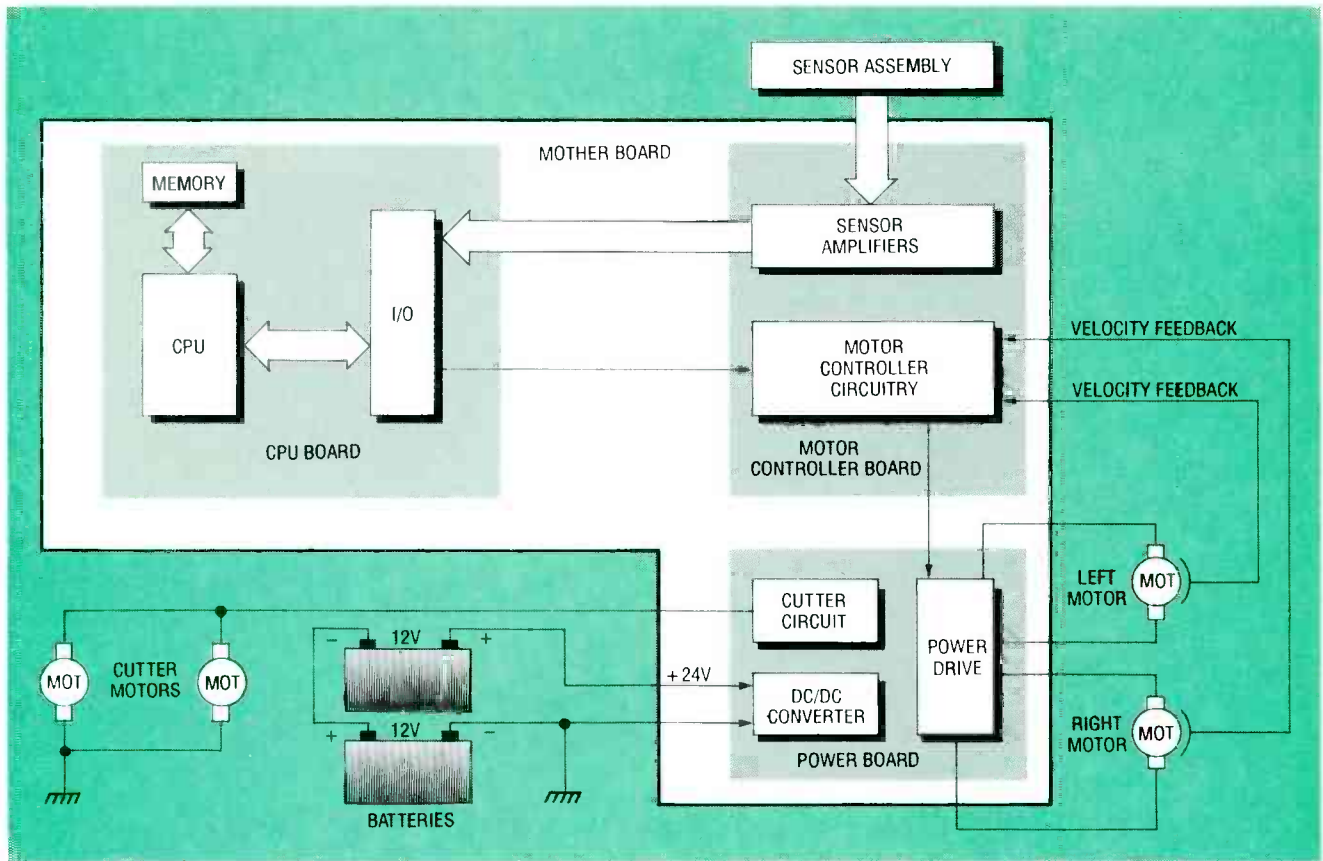 SENSOR ASSEMBLY
MOTHER BOARD
MEMORY
SENSOR
AMPLIFIERS
I/O
CPU
MOTOR
CONTROLLER
CIRCUITRY
VELOCITY FEEDBACK
VELOCITY FEEDBACK
CPU BOARD
MOTOR
CONTROLLER BOARD
CUTTER
CIRCUIT
POWER
DRIVE
LEFT
MOTOR
MOT
- 12V +
MOT
CUTTER
MOTORS
MOT
+ 24V
DC/DC
CONVERTER
+ 12V -
RIGHT
MOTOR
MOT
POWER BOARD
BATTERIES